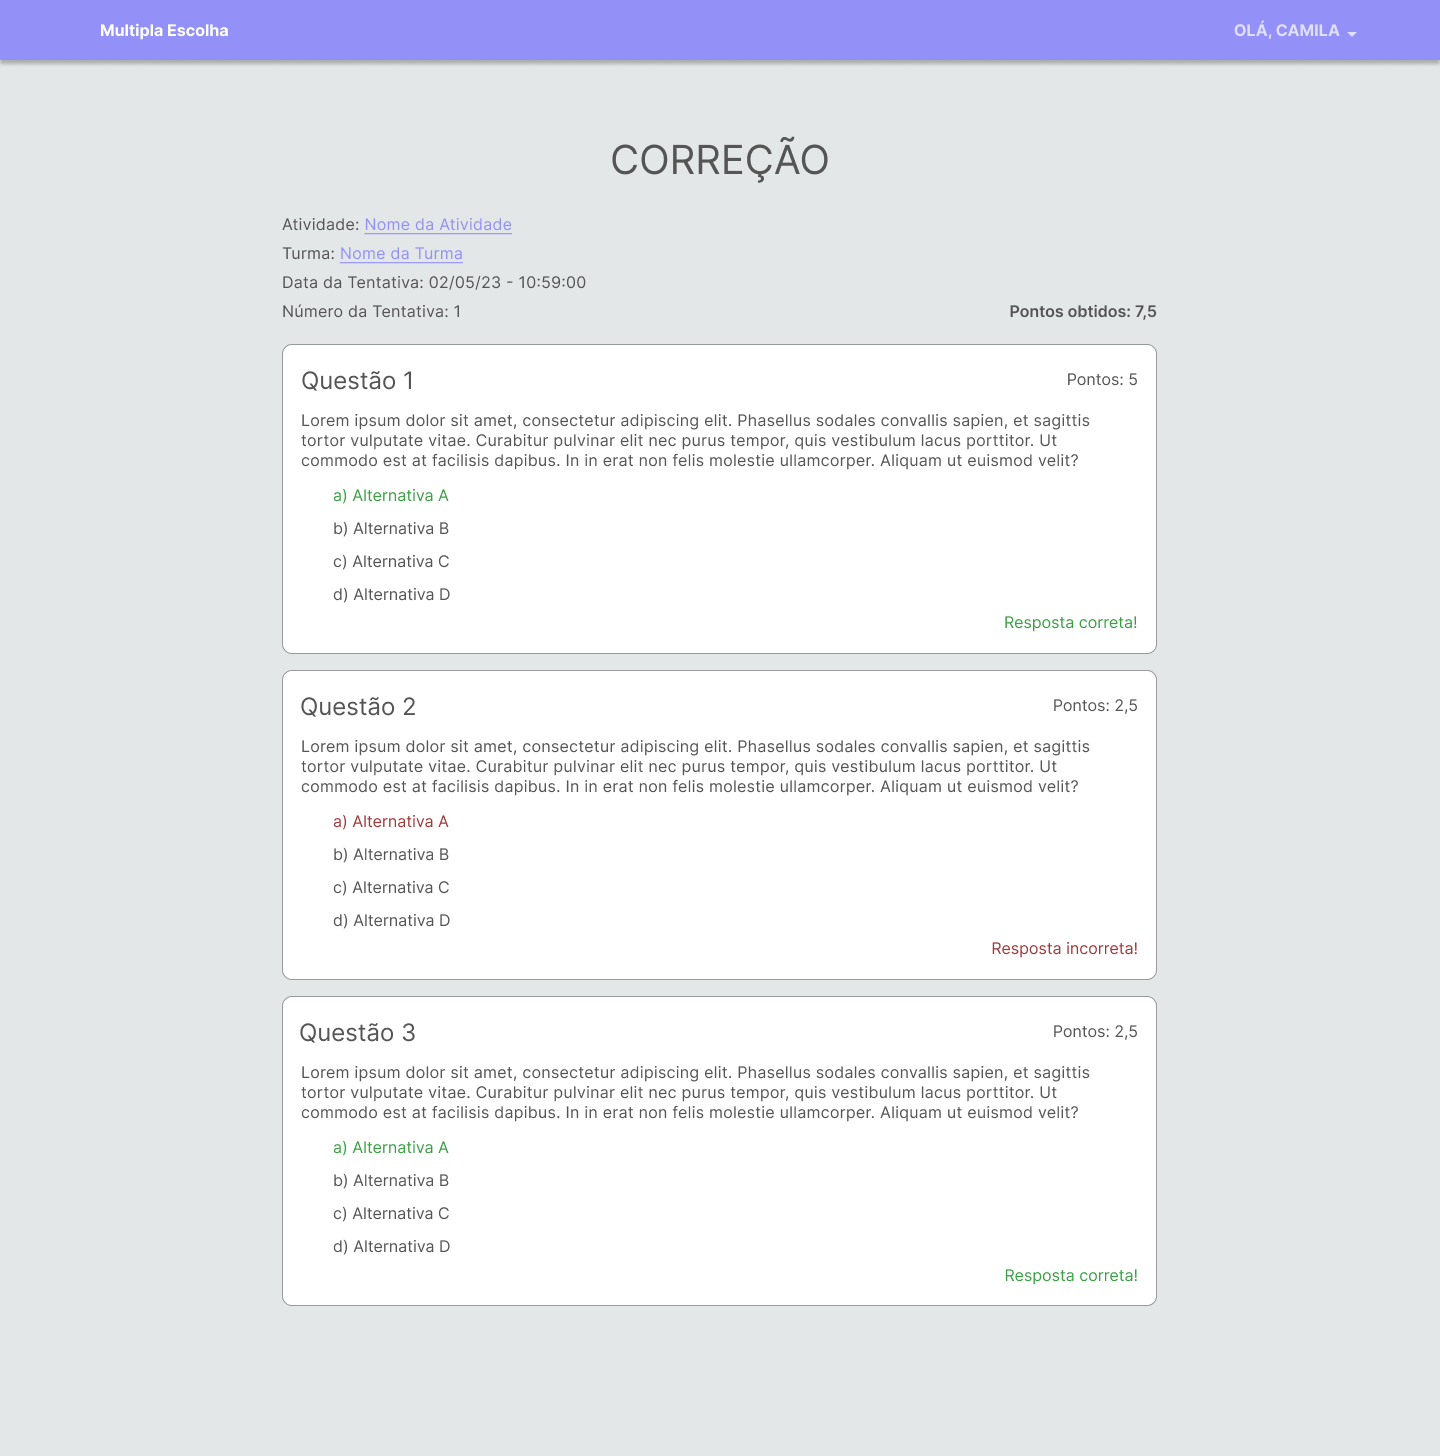 Multipla Escolha
OLÁ, CAMILA
CORREÇÃO
Atividade: Nome da Atividade
Turma: Nome da Turma
Data da Tentativa: 02/05/23 - 10:59:00
Número da Tentativa: 1
Pontos obtidos: 7,5
Questão 1
Pontos: 5
Lorem ipsum dolor sit amet, consectetur adipiscing elit. Phasellus sodales convallis sapien, et sagittis
tortor vulputate vitae. Curabitur pulvinar elit nec purus tempor, quis vestibulum lacus porttitor. Ut
commodo est at facilisis dapibus. In in erat non felis molestie ullamcorper. Aliquam ut euismod velit?
a) Alternativa A
b) Alternativa B
c) Alternativa C
d) Alternativa D
Resposta correta!
Questão 2
Pontos: 2,5
Lorem ipsum dolor sit amet, consectetur adipiscing elit. Phasellus sodales convallis sapien, et sagittis
tortor vulputate vitae. Curabitur pulvinar elit nec purus tempor, quis vestibulum lacus porttitor. Ut
commodo est at facilisis dapibus. In in erat non felis molestie ullamcorper. Aliquam ut euismod velit?
a) Alternativa A
b) Alternativa B
c) Alternativa C
d) Alternativa D
Resposta incorreta!
Questão 3
Pontos: 2,5
Lorem ipsum dolor sit amet, consectetur adipiscing elit. Phasellus sodales convallis sapien, et sagittis
tortor vulputate vitae. Curabitur pulvinar elit nec purus tempor, quis vestibulum lacus porttitor. Ut
commodo est at facilisis dapibus. In in erat non felis molestie ullamcorper. Aliquam ut euismod velit?
a) Alternativa A
b) Alternativa B
c) Alternativa C
d) Alternativa D
Resposta correta!